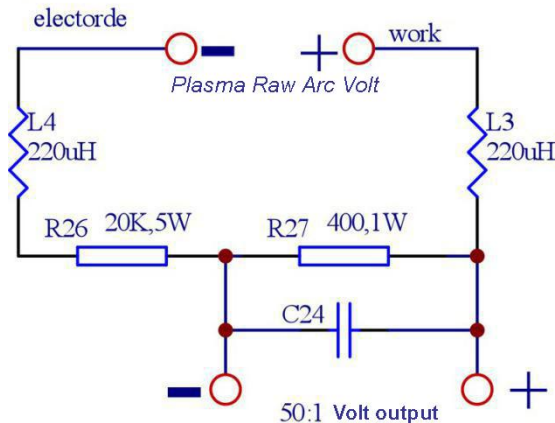 electorde
work
Plasma Raw Arc Volt
L4
220uH
L3
220uH
R26 20K,5W
R27 400,1W
C24
50:1 Volt output